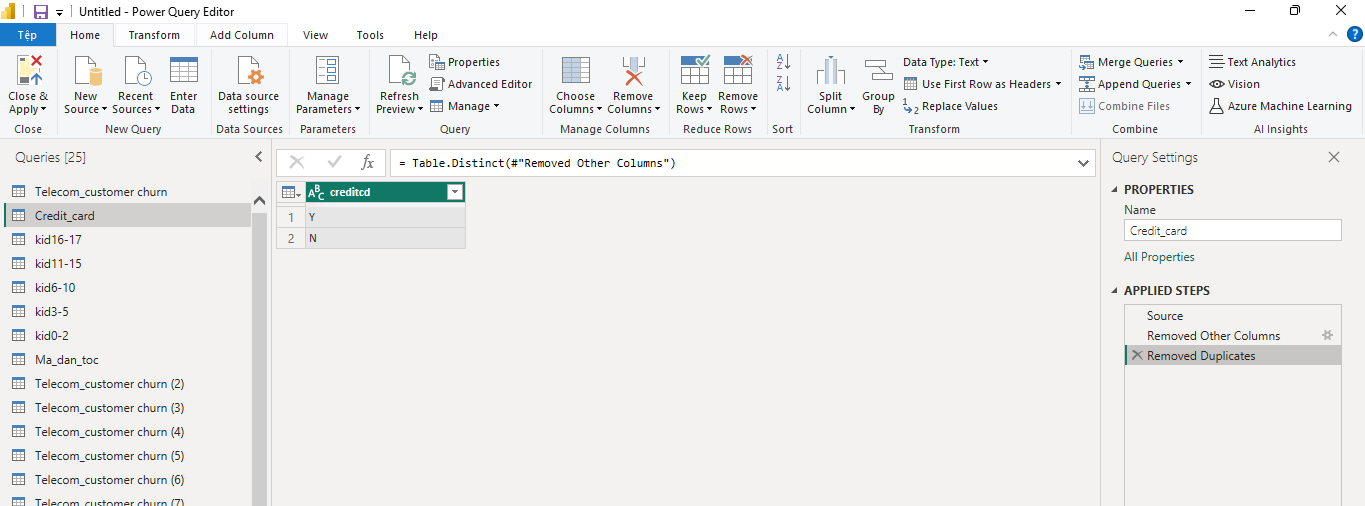 Untitled - Power Query Editor
Tệp Home Transform Add Column View Tools Help
Close & Apply
Close
New Source
Recent Sources
Enter Data
New Query
Data source settings
Data Sources
Manage Parameters
Parameters
Refresh Preview
Properties
Advanced Editor
Manage
Query
Choose Columns
Remove Columns
Manage Columns
Keep Rows
Remove Rows
Reduce Rows
Sort
Split Column
Group By
Data Type: Text
Use First Row as Headers
Replace Values
Transform
Merge Queries
Append Queries
Combine Files
Combine
Text Analytics
Vision
Azure Machine Learning
AI Insights
Queries [25]
Telecom_customer churn
Credit_card
kid16-17
kid11-15
kid6-10
kid3-5
kid0-2
Ma_dan_toc
Telecom_customer churn (2)
Telecom_customer churn (3)
Telecom_customer churn (4)
Telecom_customer churn (5)
Telecom_customer churn (6)
Telecom_customer churn (7)
fx
= Table.Distinct(#"Removed Other Columns")
ABC creditcd
1 Y
2 N
Query Settings
PROPERTIES
Name
Credit_card
All Properties
APPLIED STEPS
Source
Removed Other Columns
Removed Duplicates